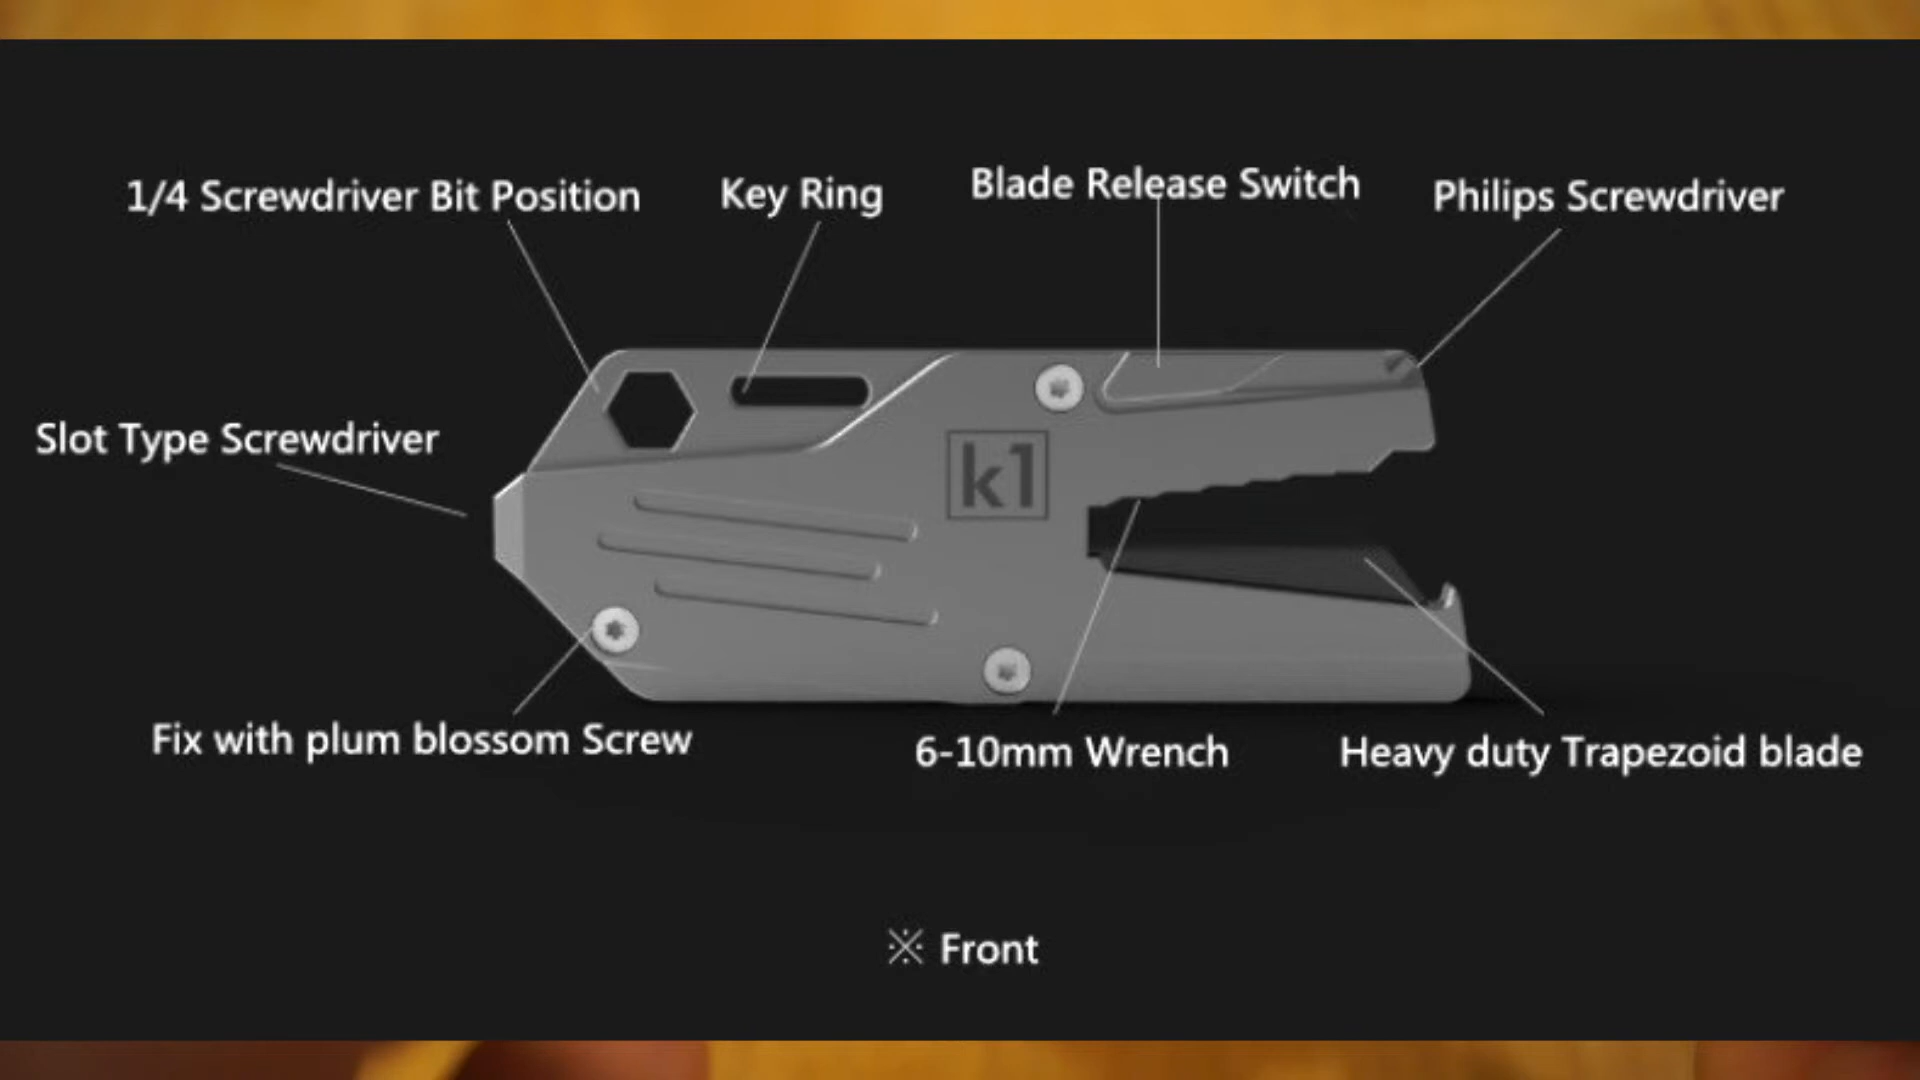 1/4 Screwdriver Bit Position
Key Ring
Blade Release Switch
Philips Screwdriver
Slot Type Screwdriver
k1
Fix with plum blossom Screw
6-10mm Wrench
Heavy duty Trapezoid blade
※ Front